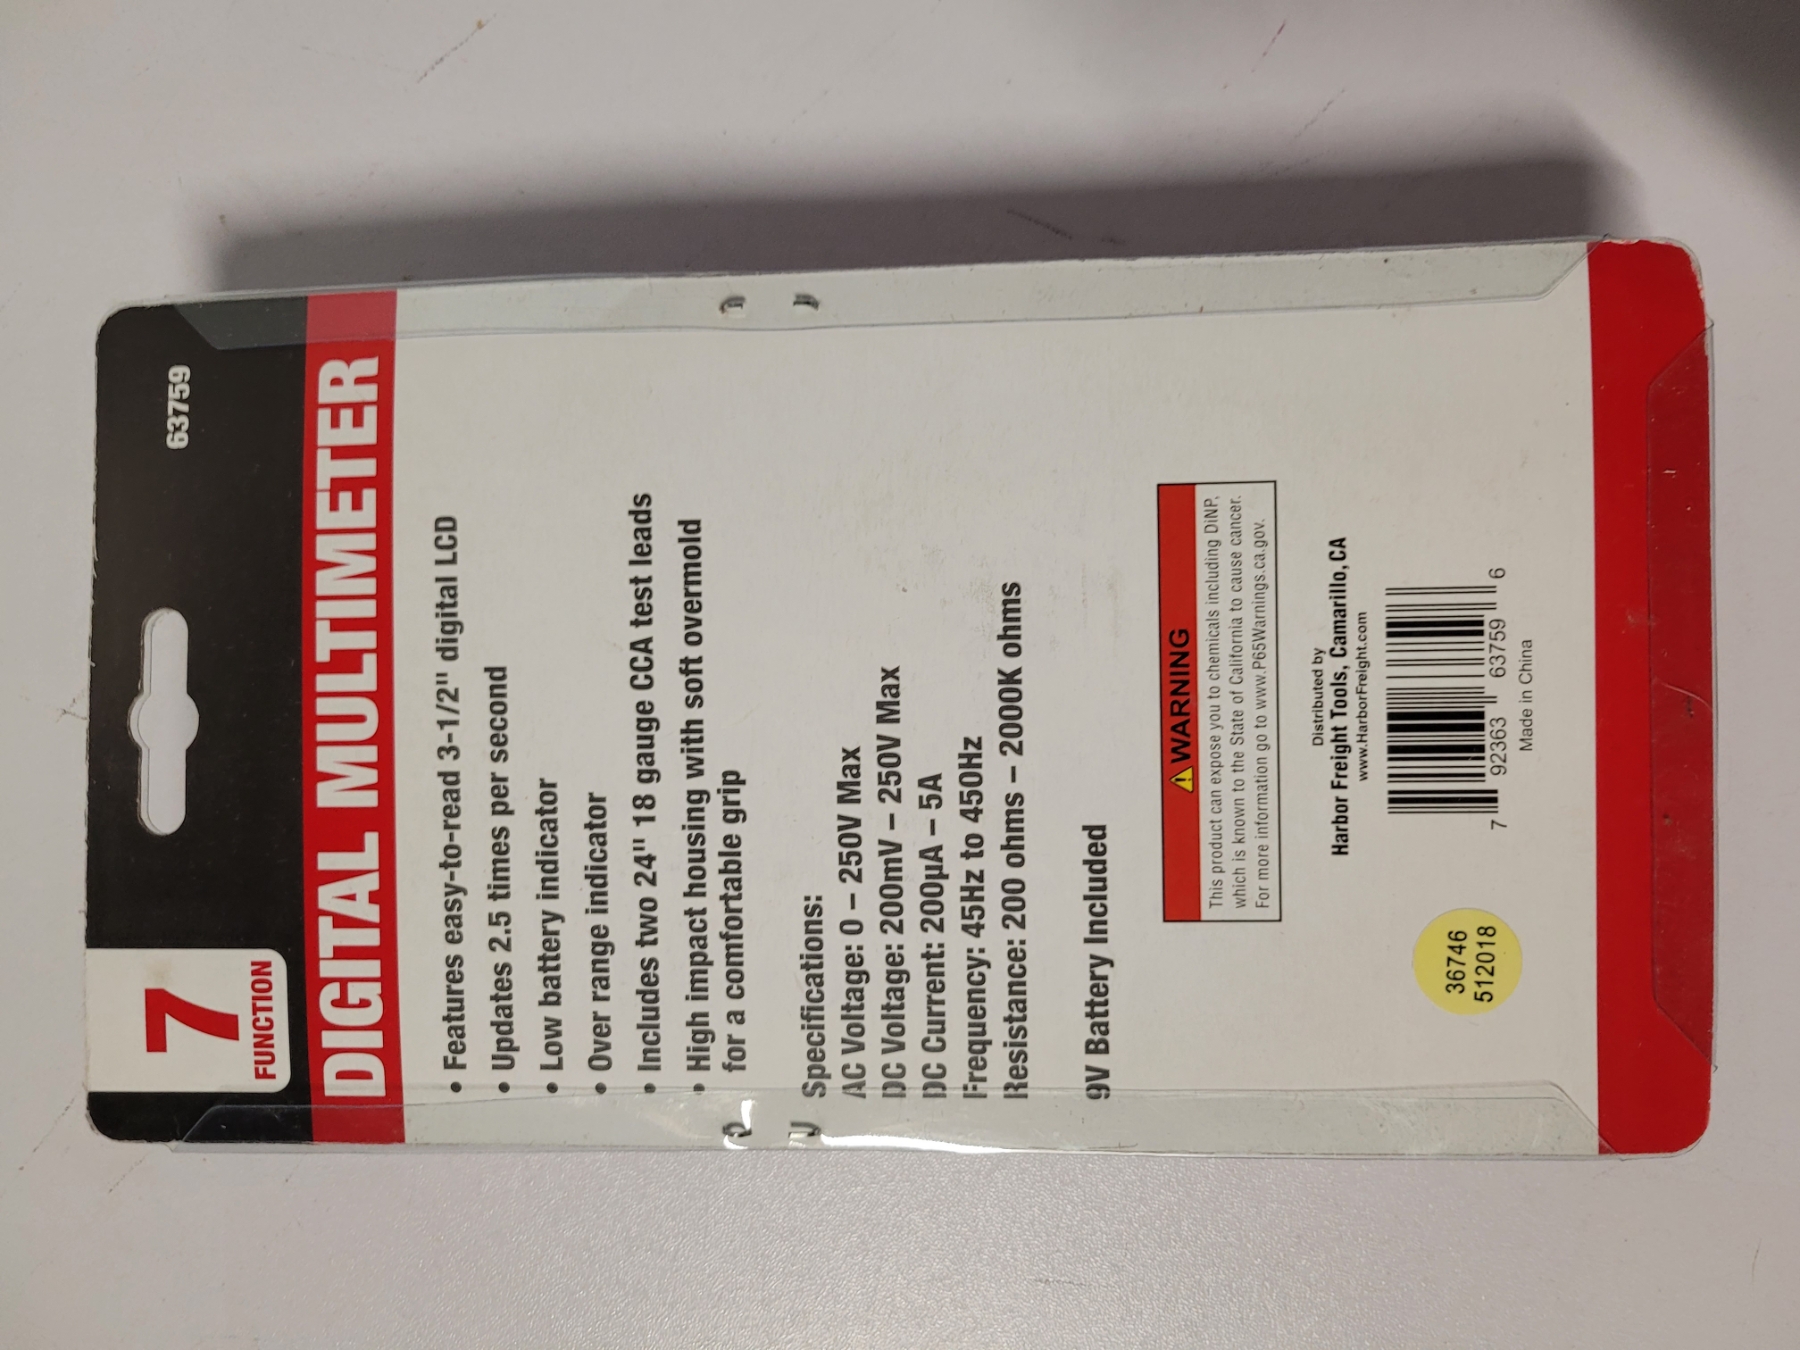 63759
7
FUNCTION
DIGITAL MULTIMETER
• Features easy-to-read 3-1/2" digital LCD
• Updates 2.5 times per second
• Low battery indicator
• Over range indicator
• Includes two 24" 18 gauge CCA test leads
• High impact housing with soft overmold
for a comfortable grip
Specifications:
AC Voltage: 0 – 250V Max
DC Voltage: 200mV – 250V Max
DC Current: 200µA – 5A
Frequency: 45Hz to 450Hz
Resistance: 200 ohms – 2000K ohms
9V Battery Included
⚠WARNING
This product can expose you to chemicals including DiNP,
which is known to the State of California to cause cancer.
For more information go to www.P65Warnings.ca.gov.
Distributed by
Harbor Freight Tools, Camarillo, CA
www.HarborFreight.com
7 92363 63759 6
Made in China
36746
512018